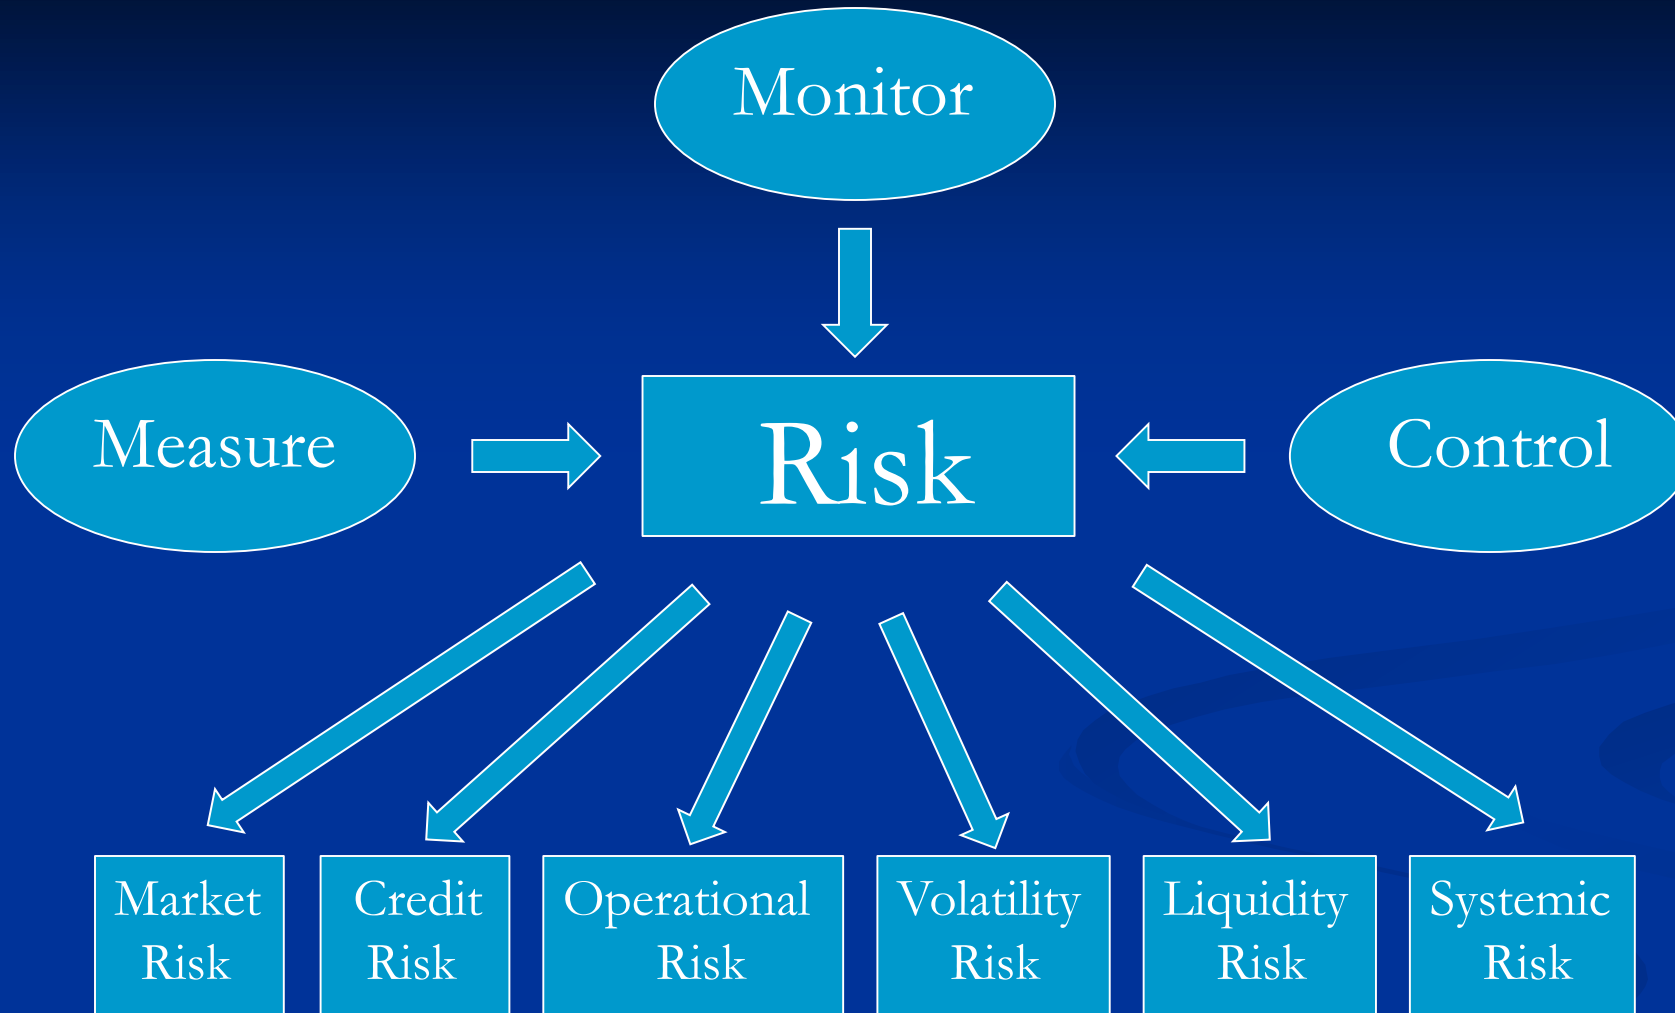 Monitor
Measure
Risk
Control
Market
Risk
Credit
Risk
Operational
Risk
Volatility
Risk
Liquidity
Risk
Systemic
Risk